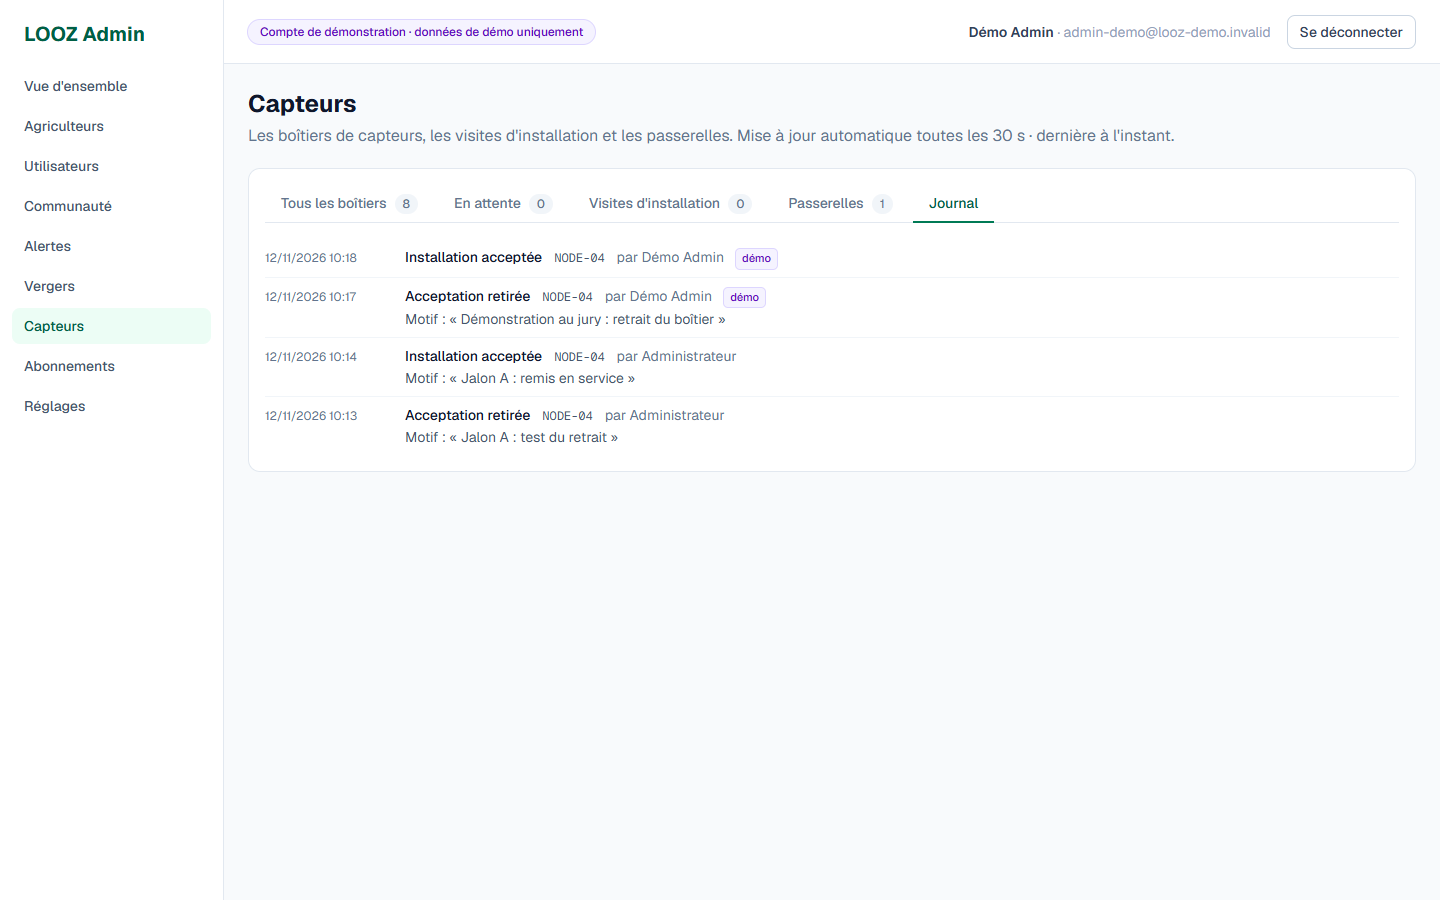 LOOZ Admin
Compte de démonstration · données de démo uniquement
Démo Admin · admin-demo@looz-demo.invalid
Se déconnecter
Vue d'ensemble
Agriculteurs
Utilisateurs
Communauté
Alertes
Vergers
Capteurs
Abonnements
Réglages
Capteurs
Les boîtiers de capteurs, les visites d'installation et les passerelles. Mise à jour automatique toutes les 30 s · dernière à l'instant.
Tous les boîtiers 8 En attente 0 Visites d'installation 0 Passerelles 1 Journal
12/11/2026 10:18 Installation acceptée NODE-04 par Démo Admin démo
12/11/2026 10:17 Acceptation retirée NODE-04 par Démo Admin démo
Motif : « Démonstration au jury : retrait du boîtier »
12/11/2026 10:14 Installation acceptée NODE-04 par Administrateur
Motif : « Jalon A : remis en service »
12/11/2026 10:13 Acceptation retirée NODE-04 par Administrateur
Motif : « Jalon A : test du retrait »